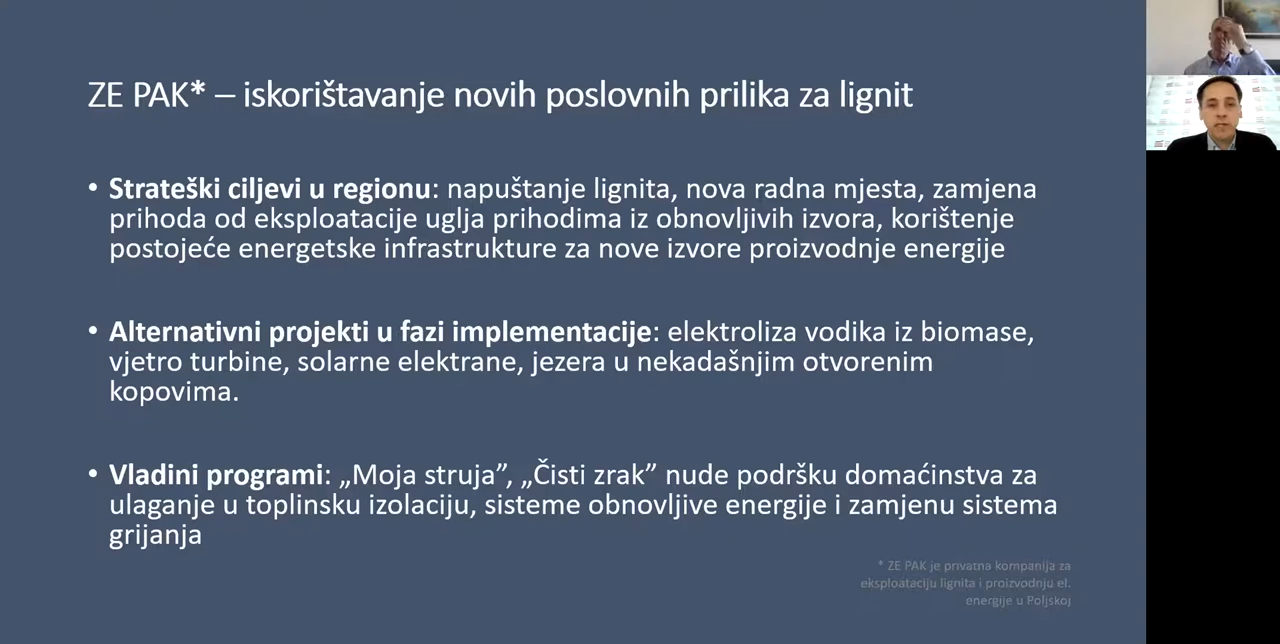 ZE PAK* – iskorištavanje novih poslovnih prilika za lignit
• Strateški ciljevi u regionu: napuštanje lignita, nova radna mjesta, zamjena
prihoda od eksploatacije uglja prihodima iz obnovljivih izvora, korištenje
postojeće energetske infrastrukture za nove izvore proizvodnje energije
• Alternativni projekti u fazi implementacije: elektroliza vodika iz biomase,
vjetro turbine, solarne elektrane, jezera u nekadašnjim otvorenim
kopovima.
• Vladini programi: „Moja struja”, „Čisti zrak” nude podršku domaćinstva za
ulaganje u toplinsku izolaciju, sisteme obnovljive energije i zamjenu sistema
grijanja
* ZE PAK je privatna kompanija za
eksploataciju lignita i proizvodnju el.
energije u Poljskoj